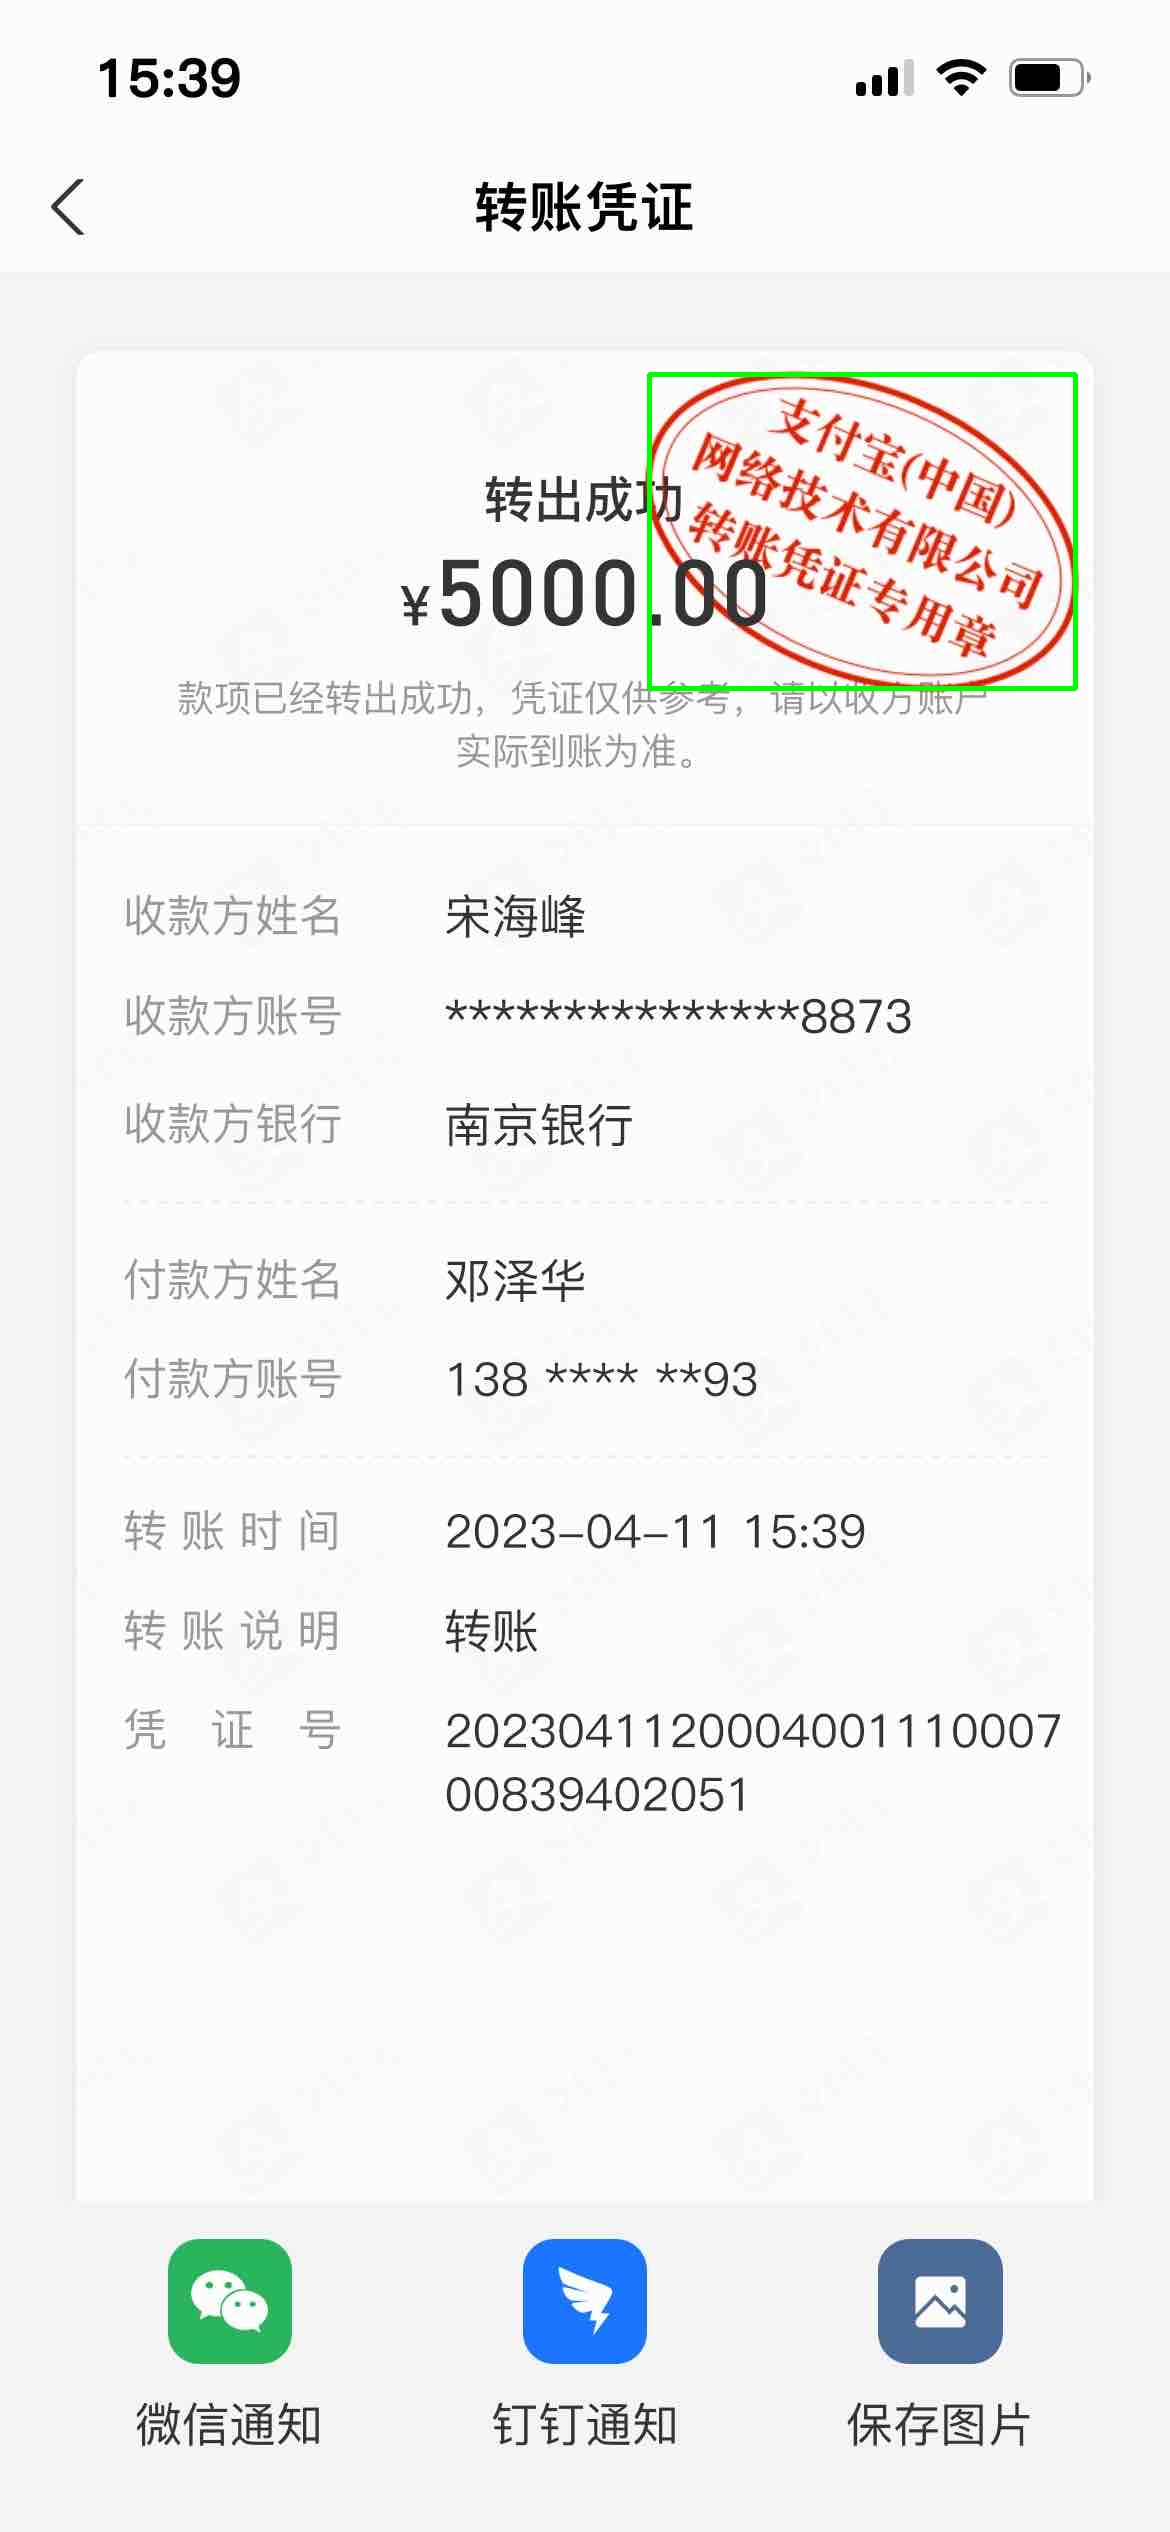 15:39
转账凭证
支付宝(中国)
网络技术有限公司
转账凭证专用章
转出成功
¥5000.00
款项已经转出成功，凭证仅供参考，请以收方账户
实际到账为准。
收款方姓名 宋海峰
收款方账号 ***************8873
收款方银行 南京银行
付款方姓名 邓泽华
付款方账号 138 **** **93
转账时间 2023-04-11 15:39
转账说明 转账
凭证号 2023041120004001110007
00839402051
微信通知 钉钉通知 保存图片